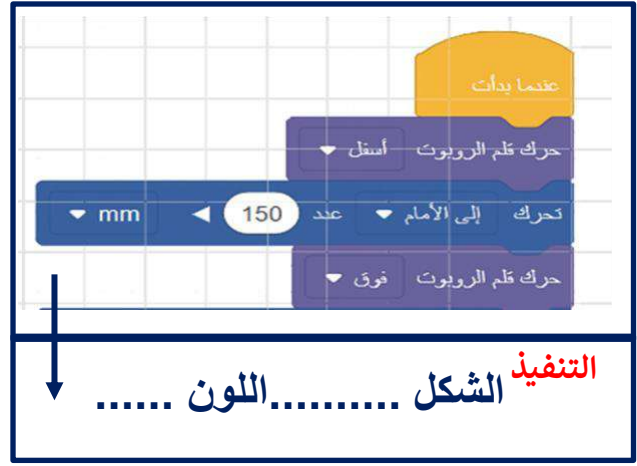 عندما بدأت
حرك قلم الروبوت أسفل
تحرك إلى الأمام عدد 150 mm
حرك قلم الروبوت فوق
التنفيذ
الشكل ..........اللون ......